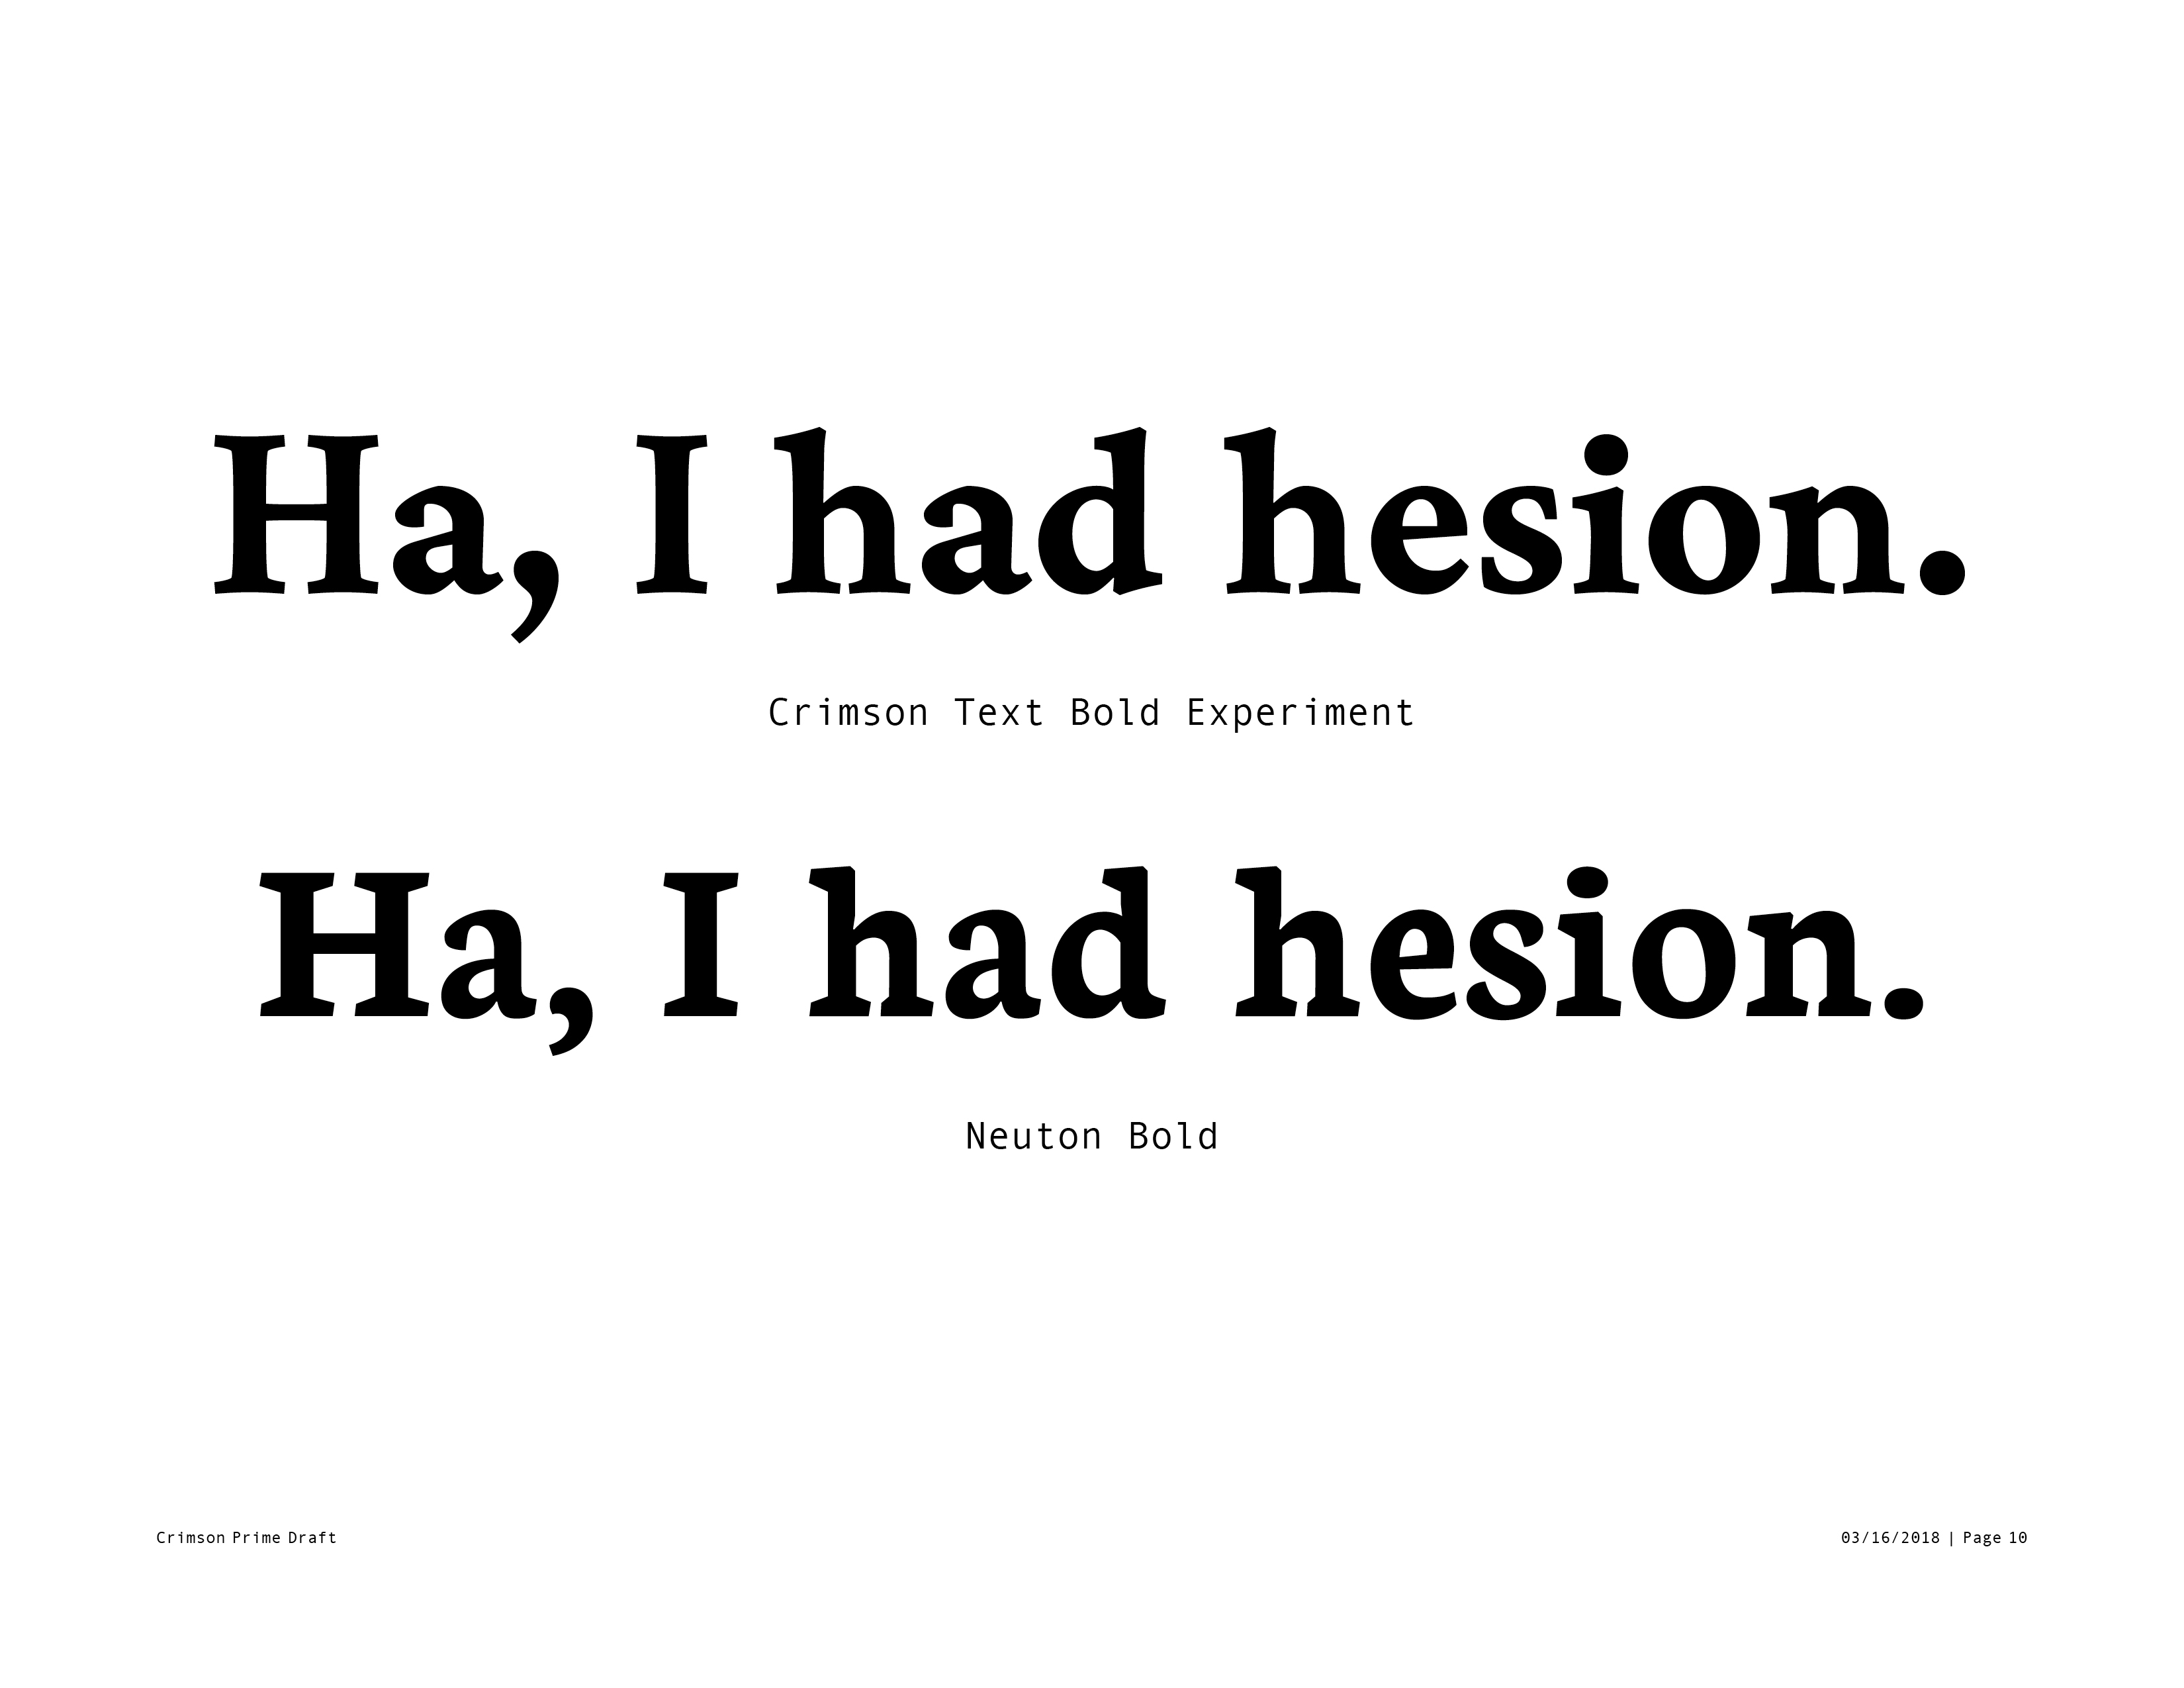 Ha, I had hesion.
Crimson Text Bold Experiment
Ha, I had hesion.
Neuton Bold
Crimson Prime Draft
03/16/2018 | Page 10